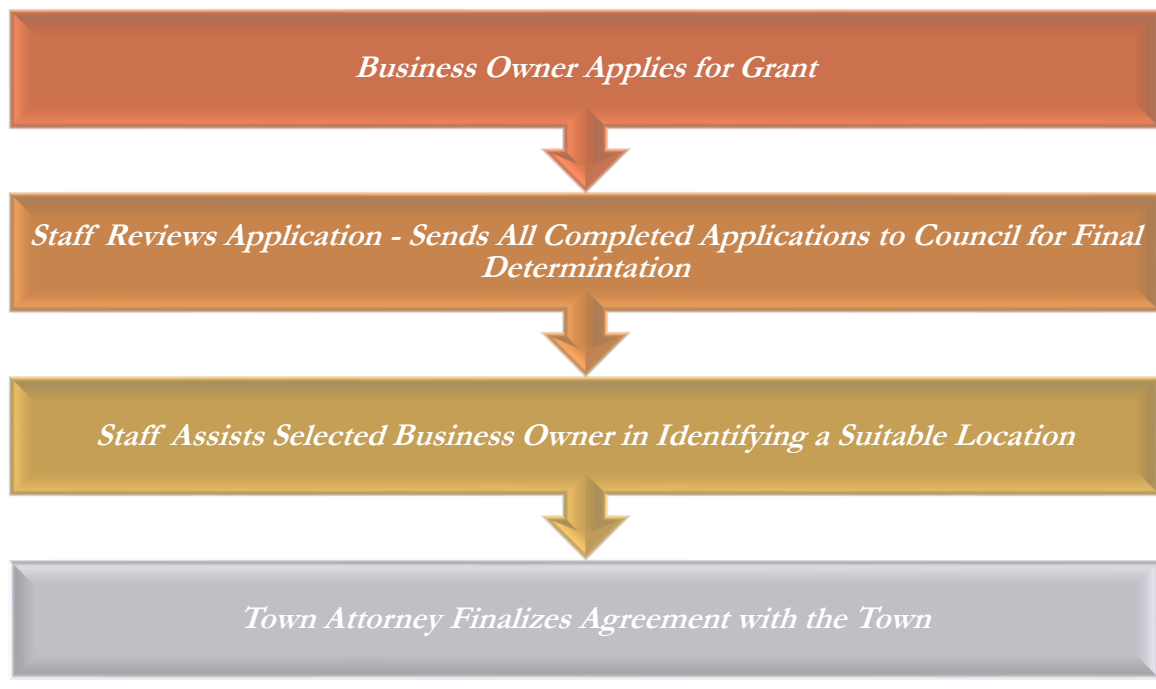 Business Owner Applies for Grant
Staff Reviews Application - Sends All Completed Applications to Council for Final
Determintation
Staff Assists Selected Business Owner in Identifying a Suitable Location
Town Attorney Finalizes Agreement with the Town